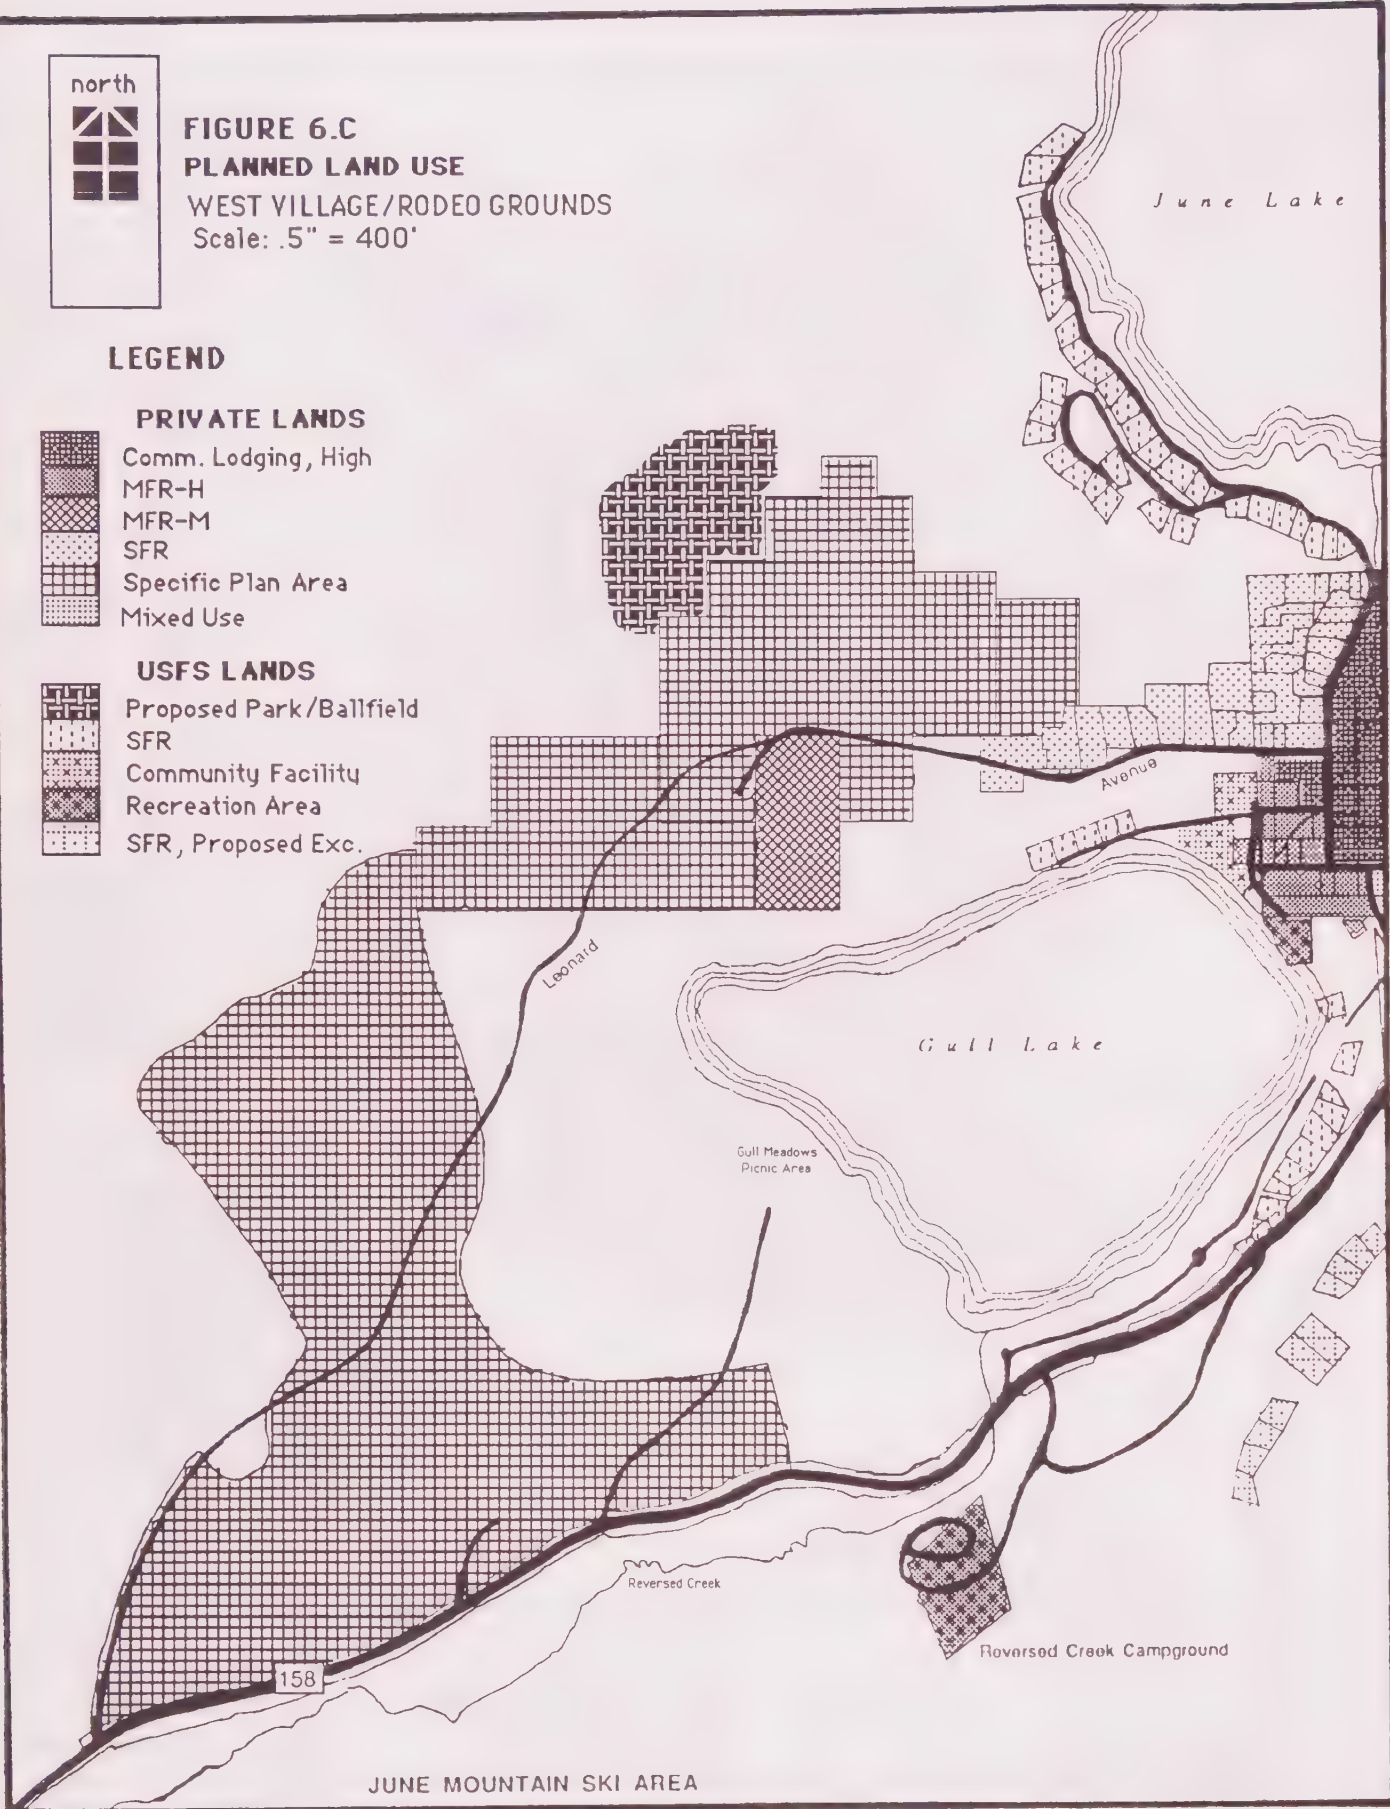 north
FIGURE 6.C
PLANNED LAND USE
WEST VILLAGE/RODEO GROUNDS
Scale: .5" = 400'
LEGEND
PRIVATE LANDS
Comm. Lodging, High
MFR-H
MFR-M
SFR
Specific Plan Area
Mixed Use
USFS LANDS
Proposed Park/Ballfield
SFR
Community Facility
Recreation Area
SFR, Proposed Exc.
June Lake
Avenue
Leonard
Gull Lake
Gull Meadows
Picnic Area
Reversed Creek
Reversed Creek Campground
158
JUNE MOUNTAIN SKI AREA